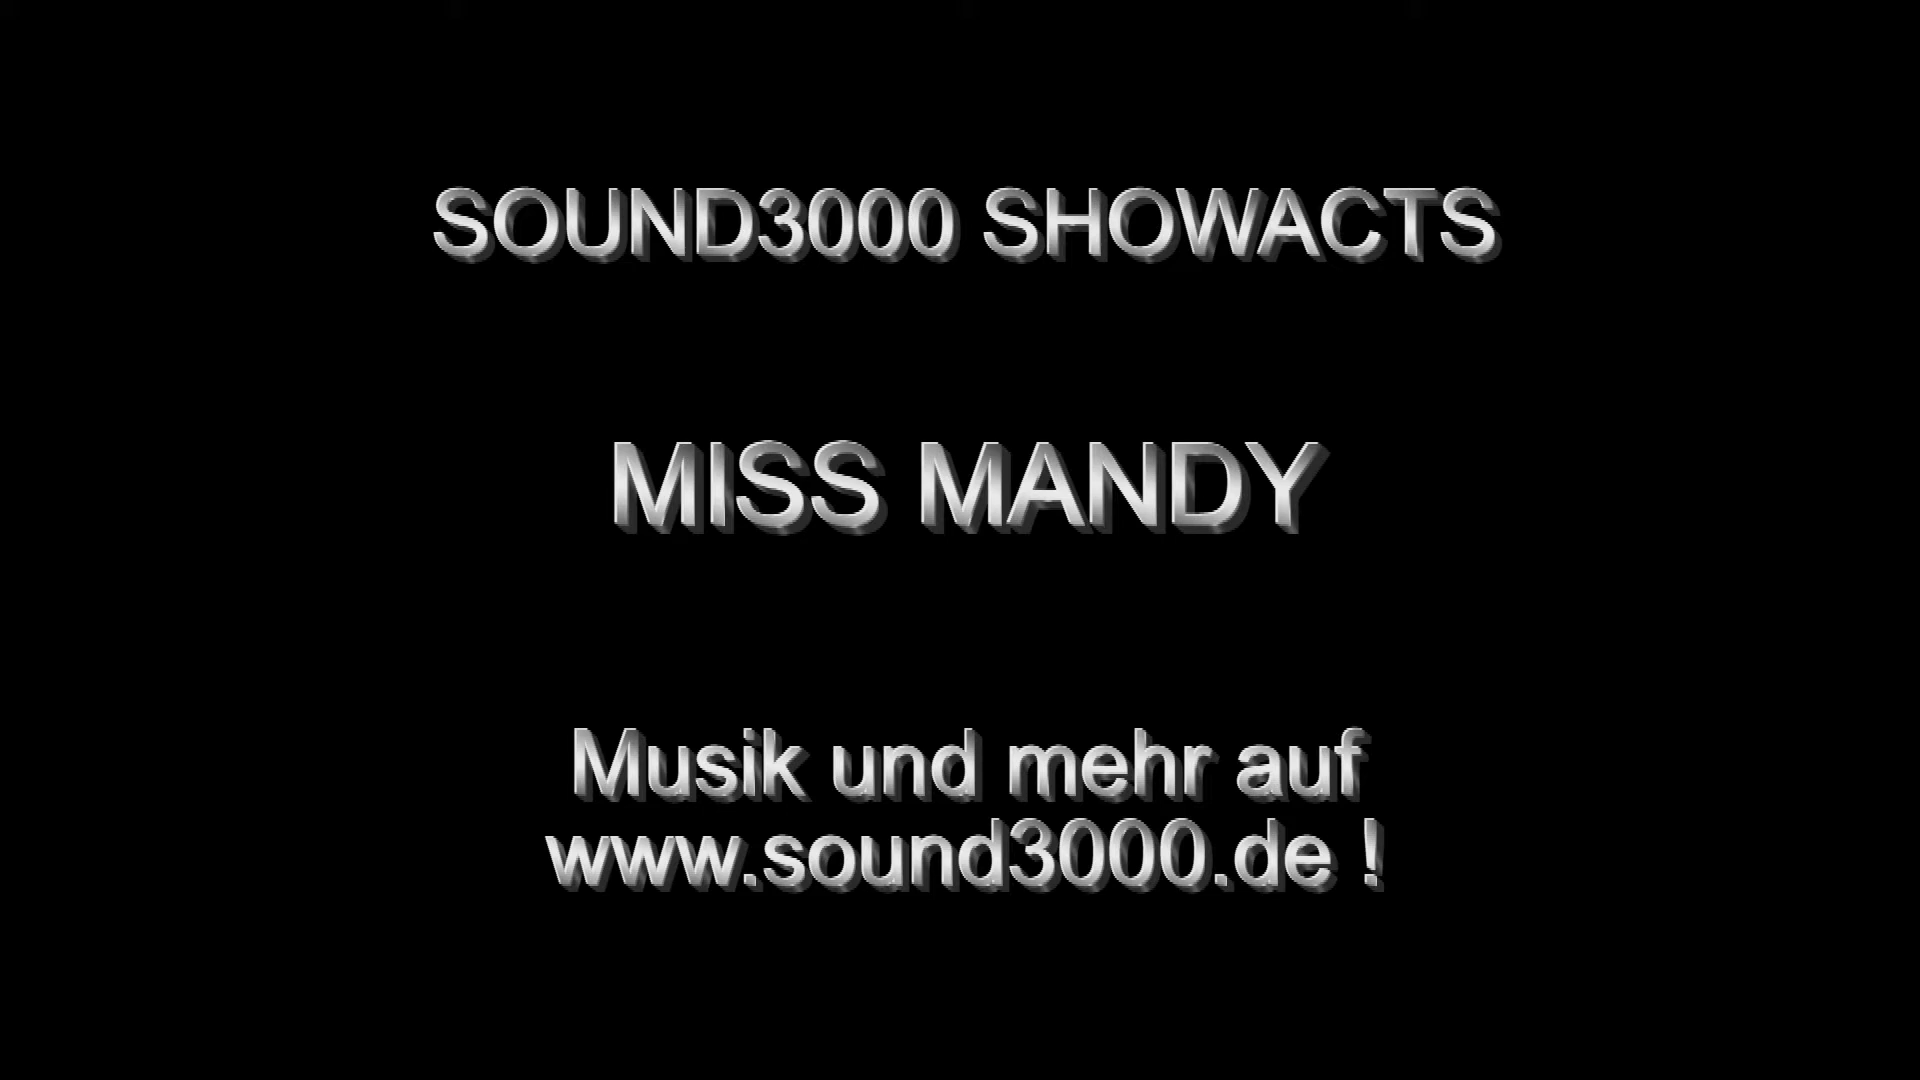 SOUND3000 SHOWACTS
MISS MANDY
Musik und mehr auf
www.sound3000.de !